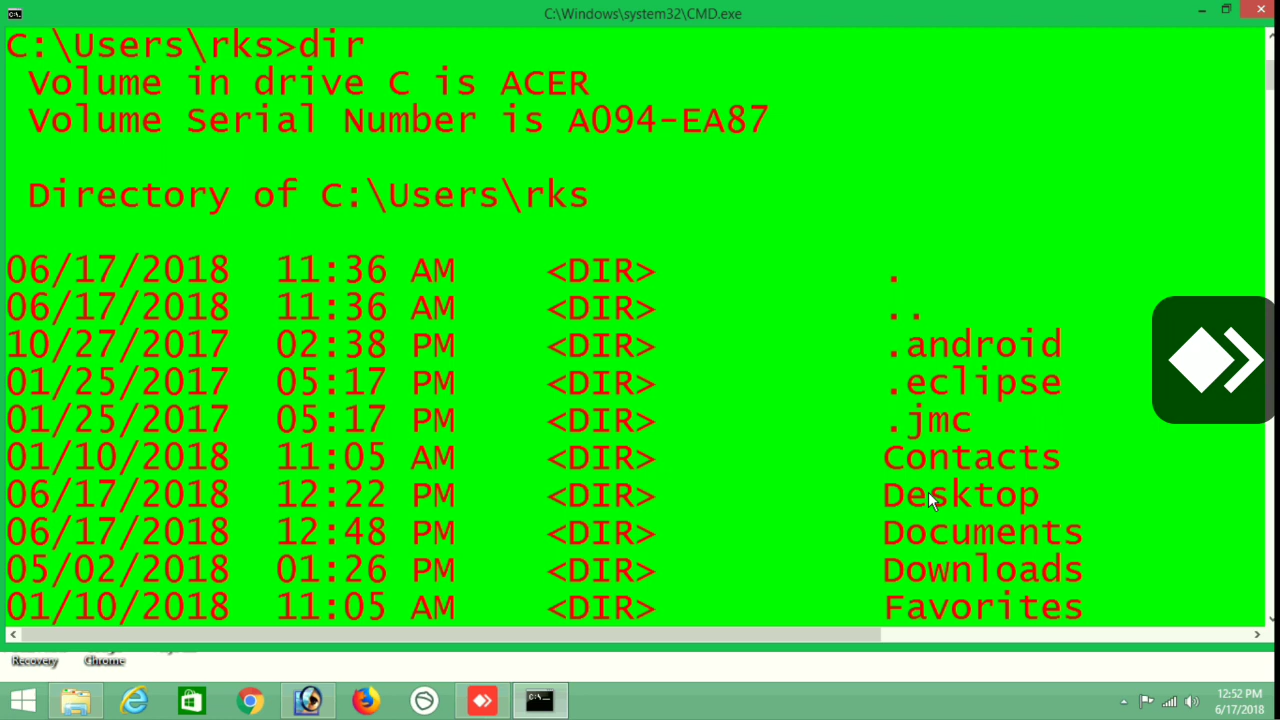 C:\Windows\system32\CMD.exe
C:\Users\rks>dir
Volume in drive C is ACER
Volume Serial Number is A094-EA87
Directory of C:\Users\rks
06/17/2018 11:36 AM <DIR> .
06/17/2018 11:36 AM <DIR> ..
10/27/2017 02:38 PM <DIR> .android
01/25/2017 05:17 PM <DIR> .eclipse
01/25/2017 05:17 PM <DIR> .jmc
01/10/2018 11:05 AM <DIR> Contacts
06/17/2018 12:22 PM <DIR> Desktop
06/17/2018 12:48 PM <DIR> Documents
05/02/2018 01:26 PM <DIR> Downloads
01/10/2018 11:05 AM <DIR> Favorites
Recovery Chrome
12:52 PM
6/17/2018